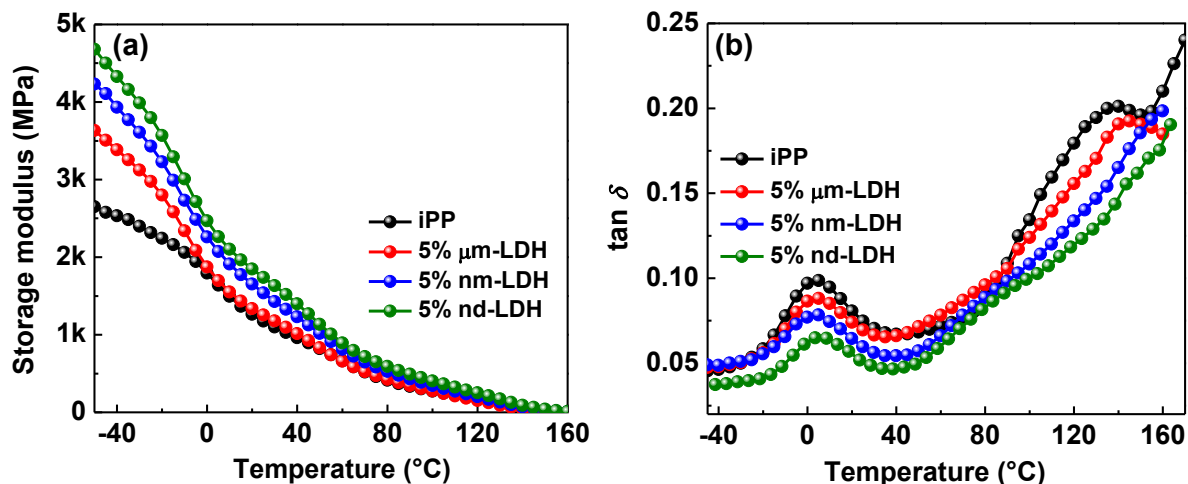 (a)
Storage modulus (MPa)
5k
4k
3k
2k
1k
0
-40
0
40
80
120
160
Temperature (°C)
iPP
5% μm-LDH
5% nm-LDH
5% nd-LDH
(b)
tan δ
0.25
0.20
0.15
0.10
0.05
-40
0
40
80
120
160
Temperature (°C)
iPP
5% μm-LDH
5% nm-LDH
5% nd-LDH